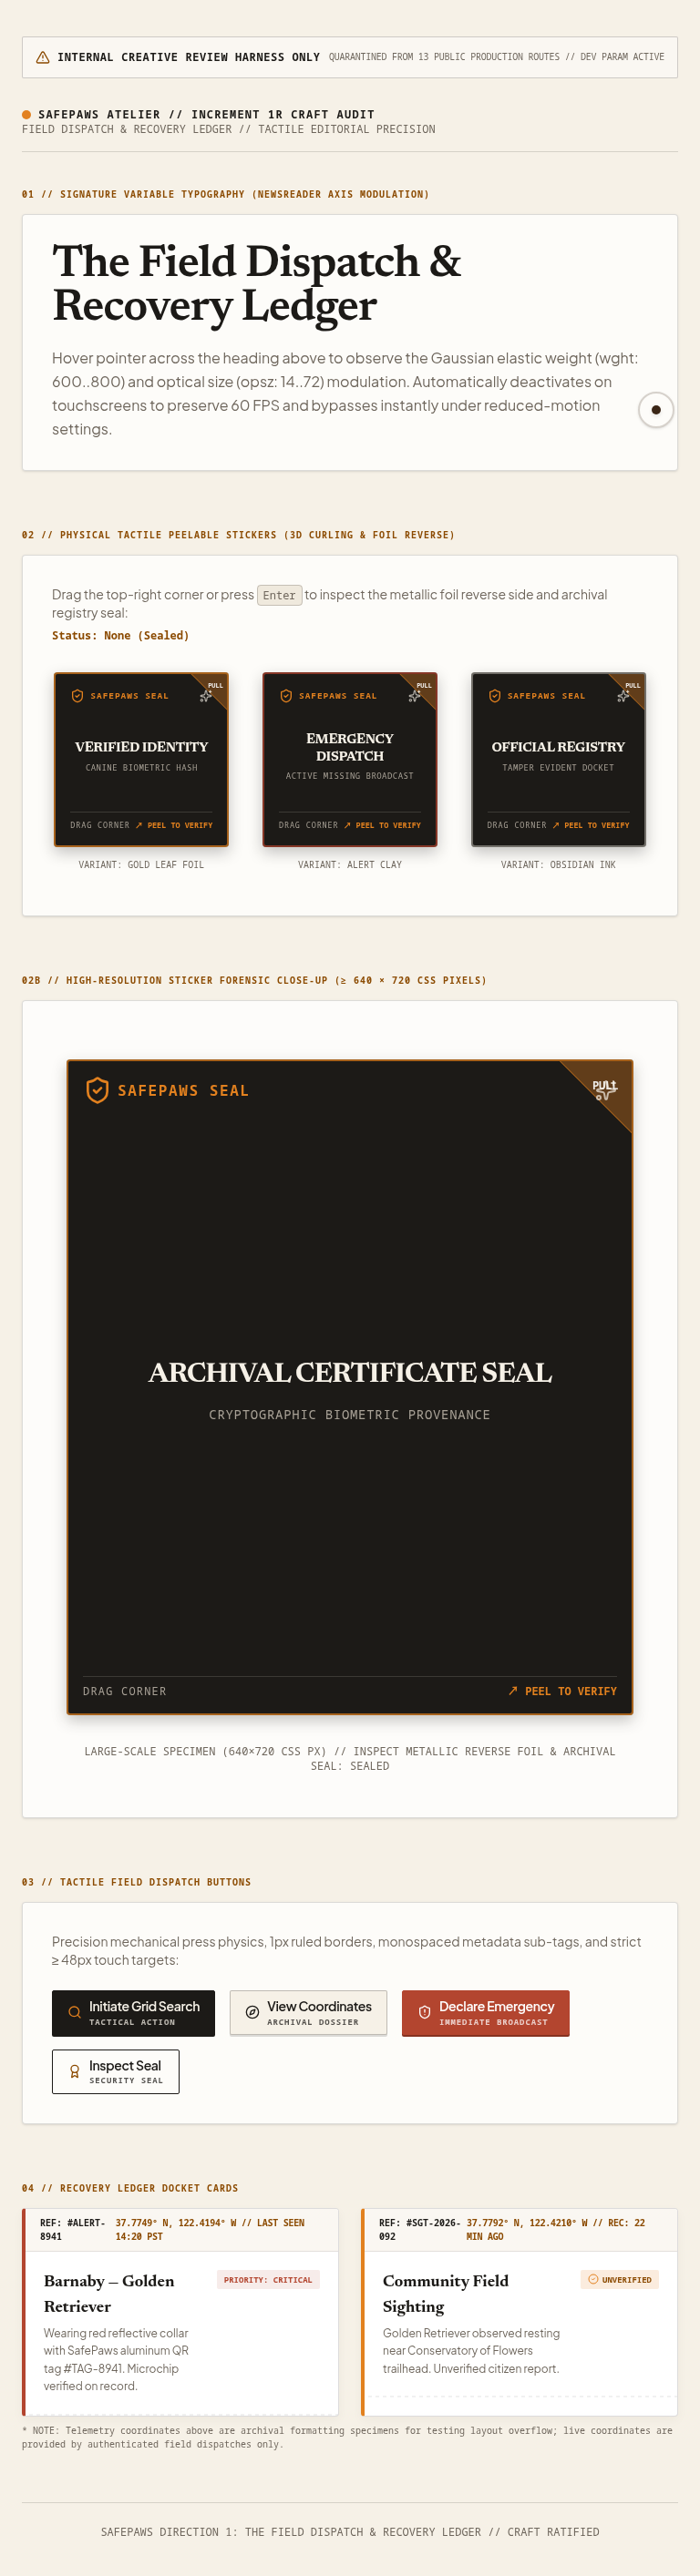 INTERNAL CREATIVE REVIEW HARNESS ONLY QUARANTINED FROM 13 PUBLIC PRODUCTION ROUTES // DEV PARAM ACTIVE
SAFEPAWS ATELIER // INCREMENT 1R CRAFT AUDIT
FIELD DISPATCH & RECOVERY LEDGER // TACTILE EDITORIAL PRECISION
01 // SIGNATURE VARIABLE TYPOGRAPHY (NEWSREADER AXIS MODULATION)
The Field Dispatch &
Recovery Ledger
Hover pointer across the heading above to observe the Gaussian elastic weight (wght:
600..800) and optical size (opsz: 14..72) modulation. Automatically deactivates on
touchscreens to preserve 60 FPS and bypasses instantly under reduced-motion
settings.
02 // PHYSICAL TACTILE PEELABLE STICKERS (3D CURLING & FOIL REVERSE)
Drag the top-right corner or press Enter to inspect the metallic foil reverse side and archival
registry seal:
Status: None (Sealed)
SAFEPAWS SEAL
PULL
VERIFIED IDENTITY
CANINE BIOMETRIC HASH
DRAG CORNER ↗ PEEL TO VERIFY
VARIANT: GOLD LEAF FOIL
SAFEPAWS SEAL
PULL
EMERGENCY
DISPATCH
ACTIVE MISSING BROADCAST
DRAG CORNER ↗ PEEL TO VERIFY
VARIANT: ALERT CLAY
SAFEPAWS SEAL
PULL
OFFICIAL REGISTRY
TAMPER EVIDENT DOCKET
DRAG CORNER ↗ PEEL TO VERIFY
VARIANT: OBSIDIAN INK
02B // HIGH-RESOLUTION STICKER FORENSIC CLOSE-UP (≥ 640 × 720 CSS PIXELS)
SAFEPAWS SEAL
PULL
ARCHIVAL CERTIFICATE SEAL
CRYPTOGRAPHIC BIOMETRIC PROVENANCE
DRAG CORNER ↗ PEEL TO VERIFY
LARGE-SCALE SPECIMEN (640×720 CSS PX) // INSPECT METALLIC REVERSE FOIL & ARCHIVAL
SEAL: SEALED
03 // TACTILE FIELD DISPATCH BUTTONS
Precision mechanical press physics, 1px ruled borders, monospaced metadata sub-tags, and strict
≥ 48px touch targets:
Initiate Grid Search
TACTICAL ACTION
View Coordinates
ARCHIVAL DOSSIER
Declare Emergency
IMMEDIATE BROADCAST
Inspect Seal
SECURITY SEAL
04 // RECOVERY LEDGER DOCKET CARDS
REF: #ALERT-
8941
37.7749° N, 122.4194° W // LAST SEEN
14:20 PST
Barnaby — Golden
Retriever
PRIORITY: CRITICAL
Wearing red reflective collar
with SafePaws aluminum QR
tag #TAG-8941. Microchip
verified on record.
REF: #SGT-2026-
092
37.7792° N, 122.4210° W // REC: 22
MIN AGO
Community Field
Sighting
UNVERIFIED
Golden Retriever observed resting
near Conservatory of Flowers
trailhead. Unverified citizen report.
* NOTE: Telemetry coordinates above are archival formatting specimens for testing layout overflow; live coordinates are
provided by authenticated field dispatches only.
SAFEPAWS DIRECTION 1: THE FIELD DISPATCH & RECOVERY LEDGER // CRAFT RATIFIED